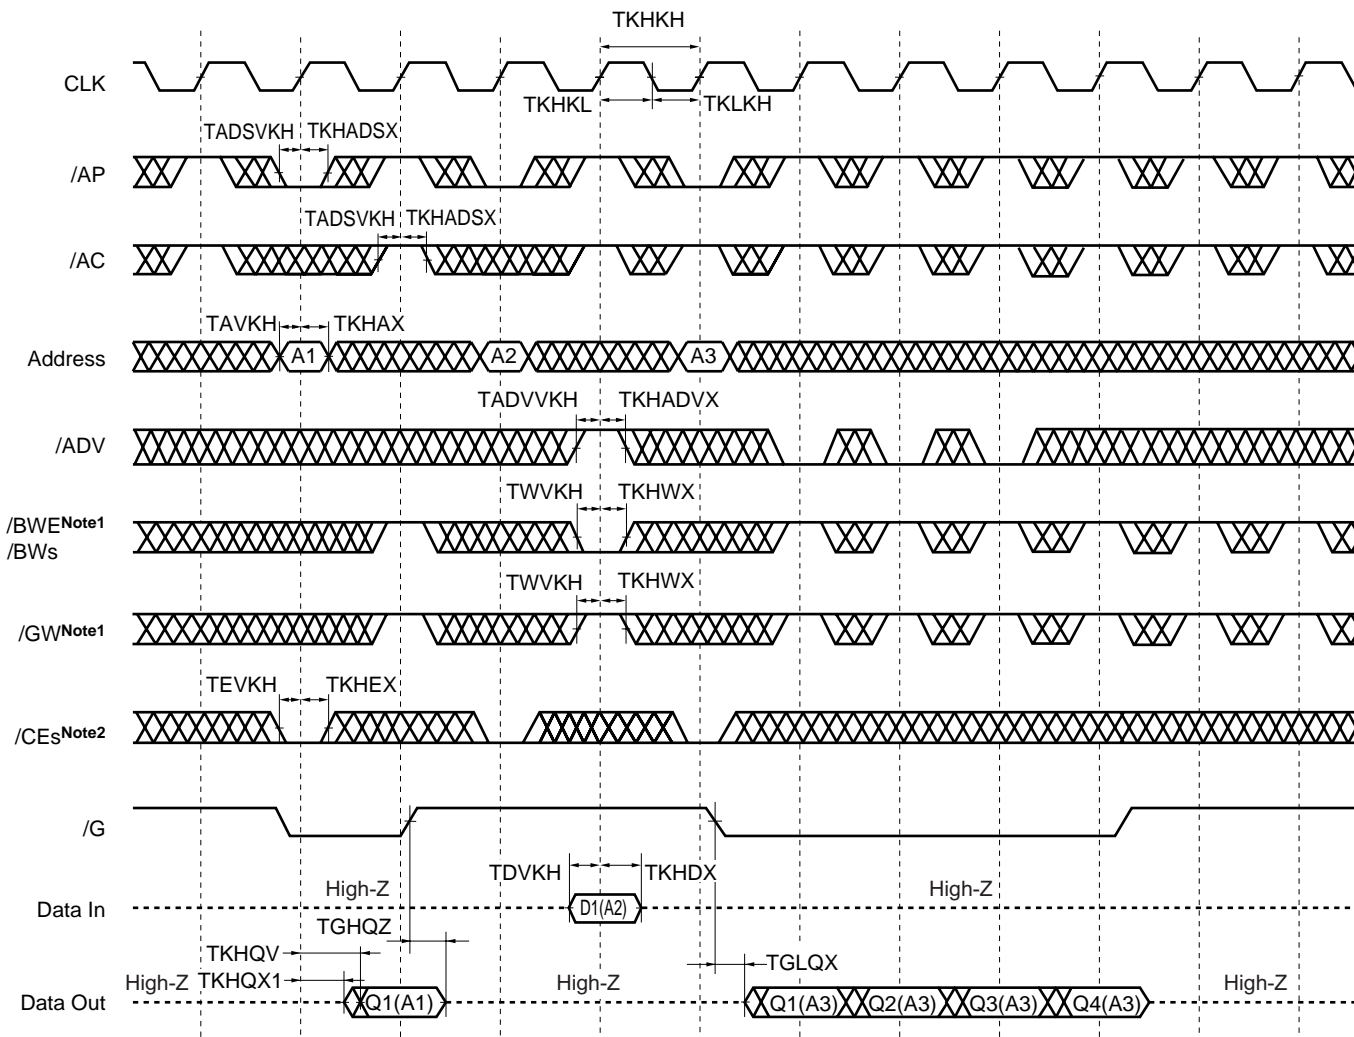 TKHKH
CLK
TKHKL TKLKH
TADSVKH TKHADSX
/AP
TADSVKH TKHADSX
/AC
TAVKH TKHAX
Address A1 A2 A3
TADVVKH TKHADVX
/ADV
TWVKH TKHWX
/BWENote1
/BWs
TWVKH TKHWX
/GWNote1
TEVKH TKHEX
/CEsNote2
/G
TDVKH TKHDX
High-Z High-Z
Data In D1(A2)
TGHQZ
TKHQV
TGLQX
High-Z TKHQX1 High-Z High-Z
Data Out Q1(A1) Q1(A3) Q2(A3) Q3(A3) Q4(A3)